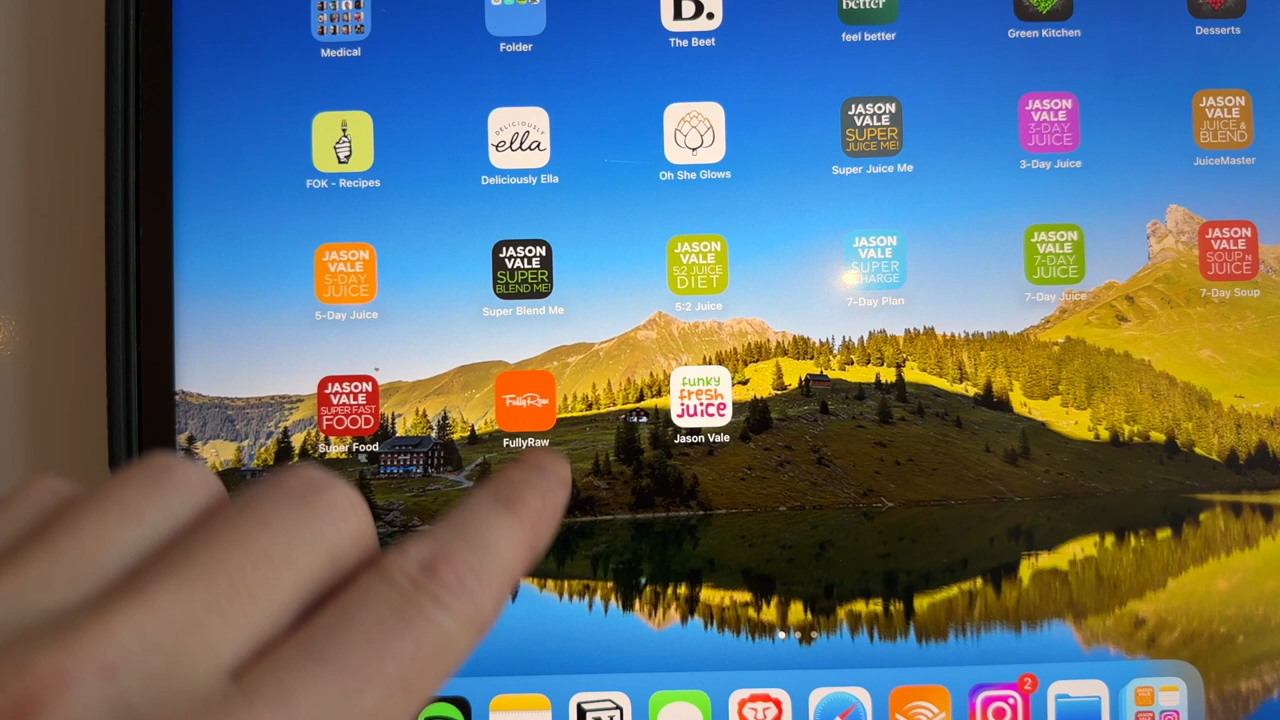 B.
better
Medical
Folder
The Beet
feel better
Green Kitchen
Desserts
DELICIOUSLY
ella
JASON
VALE
SUPER
JUICE ME!
JASON
VALE
3-DAY
JUICE
JASON
VALE
JUICE &
BLEND
FOK - Recipes
Deliciously Ella
Oh She Glows
Super Juice Me
3-Day Juice
JuiceMaster
JASON
VALE
5-DAY
JUICE
JASON
VALE
SUPER
BLEND ME!
JASON
VALE
5:2 JUICE
DIET
JASON
VALE
SUPER
CHARGE
JASON
VALE
7-DAY
JUICE
JASON
VALE
SOUP N
JUICE
5-Day Juice
Super Blend Me
5:2 Juice
7-Day Plan
7-Day Juice
7-Day Soup
JASON
VALE
SUPER FAST
FOOD
FullyRaw
funky
fresh
juice
Super Food
FullyRaw
Jason Vale
2